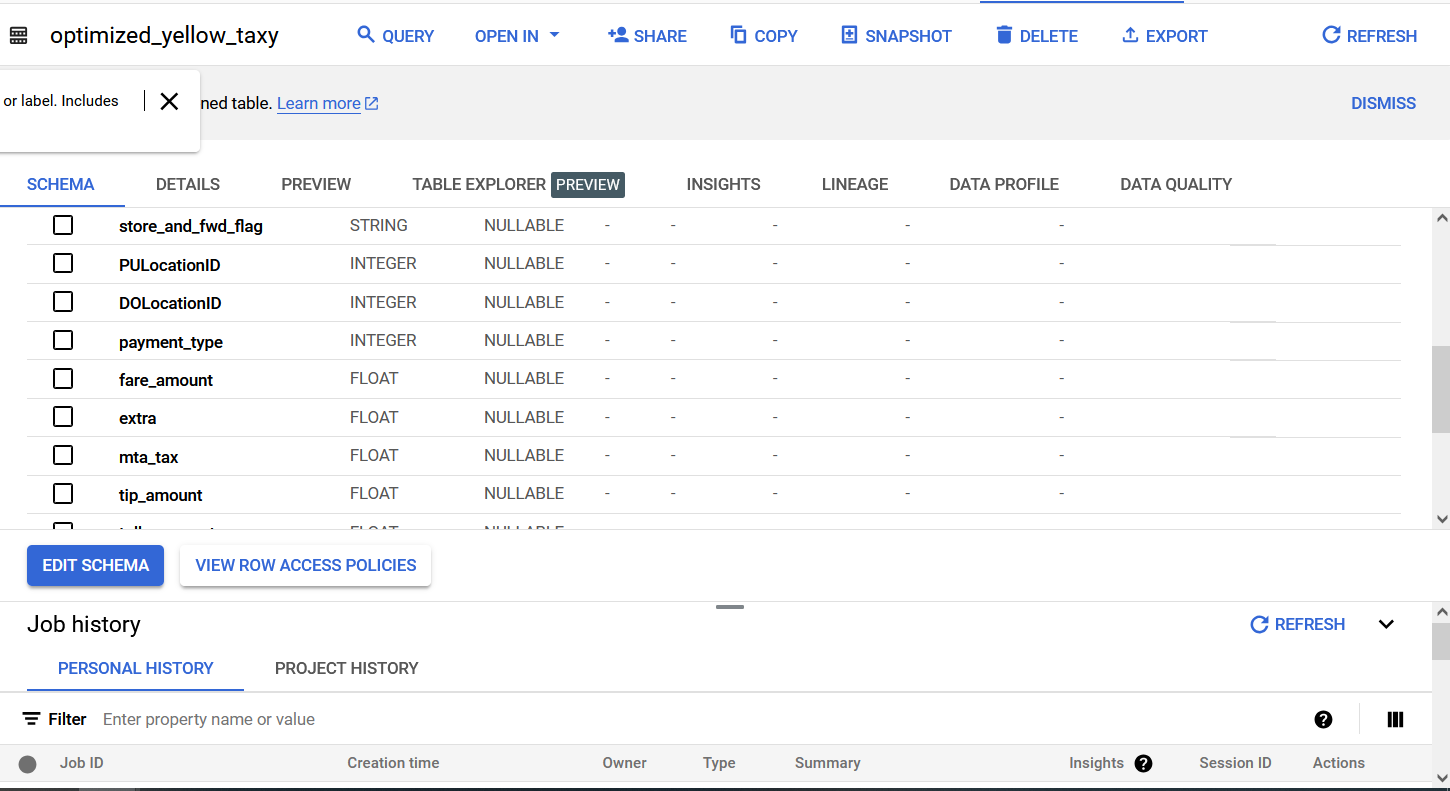 optimized_yellow_taxy QUERY OPEN IN SHARE COPY SNAPSHOT DELETE EXPORT REFRESH
or label. Includes
ned table. Learn more DISMISS
SCHEMA DETAILS PREVIEW TABLE EXPLORER PREVIEW INSIGHTS LINEAGE DATA PROFILE DATA QUALITY
store_and_fwd_flag STRING NULLABLE - - - - -
PULocationID INTEGER NULLABLE - - - - -
DOLocationID INTEGER NULLABLE - - - - -
payment_type INTEGER NULLABLE - - - - -
fare_amount FLOAT NULLABLE - - - - -
extra FLOAT NULLABLE - - - - -
mta_tax FLOAT NULLABLE - - - - -
tip_amount FLOAT NULLABLE - - - - -
FLOAT NULLABLE
EDIT SCHEMA VIEW ROW ACCESS POLICIES
Job history REFRESH
PERSONAL HISTORY PROJECT HISTORY
Filter Enter property name or value
Job ID Creation time Owner Type Summary Insights Session ID Actions